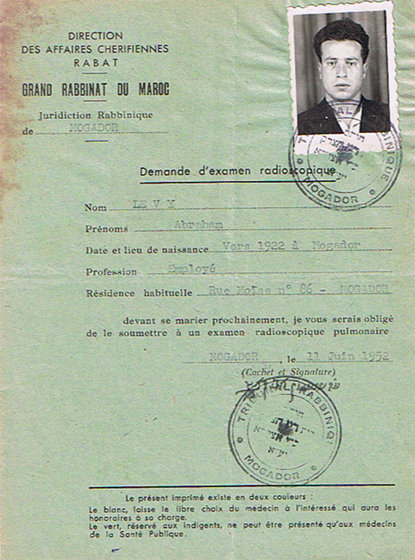 DIRECTION
DES AFFAIRES CHERIFIENNES
RABAT
GRAND RABBINAT DU MAROC
Juridiction Rabbinique
de MOGADOR
TRIBUNAL RABBINIQUE
MOGADOR
Demande d'examen radioscopique
Nom LEVY
Prénoms Abraham
Date et lieu de naissance Vers 1922 à Mogador
Profession Employé
Résidence habituelle Rue Moïse n° 86 - MOGADOR
devant se marier prochainement, je vous serais obligé
de le soumettre à un examen radioscopique pulmonaire
MOGADOR, le 11 Juin 1952
(Cachet et Signature)
TRIBUNAL RABBINIQ
MOGADOR
Le présent imprimé existe en deux couleurs :
Le blanc, laisse le libre choix du médecin à l'intéressé qui aura les
honoraires à sa charge.
Le vert, réservé aux indigents, ne peut être présenté qu'aux médecins
de la Santé Publique.